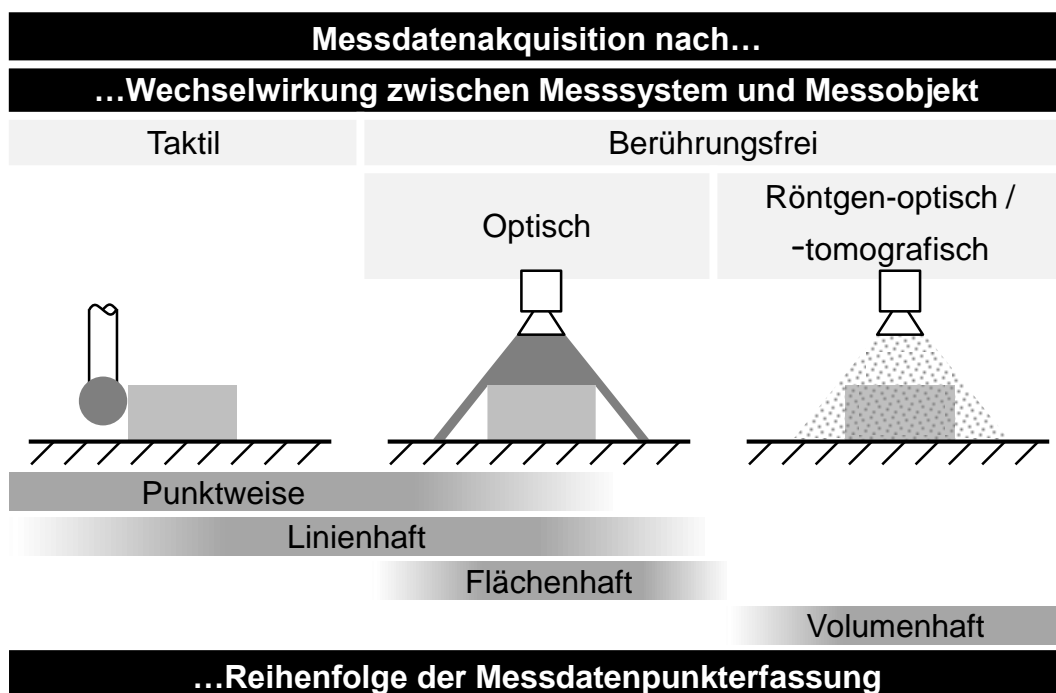 Messdatenakquisition nach…
…Wechselwirkung zwischen Messsystem und Messobjekt
Taktil
Berührungsfrei
Optisch
Röntgen-optisch /
-tomografisch
Punktweise
Linienhaft
Flächenhaft
Volumenhaft
…Reihenfolge der Messdatenpunkterfassung